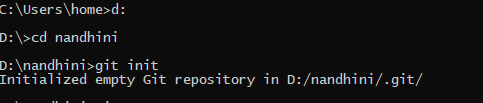 C:\Users\home>d:
D:\>cd nandhini
D:\nandhini>git init
Initialized empty Git repository in D:/nandhini/.git/